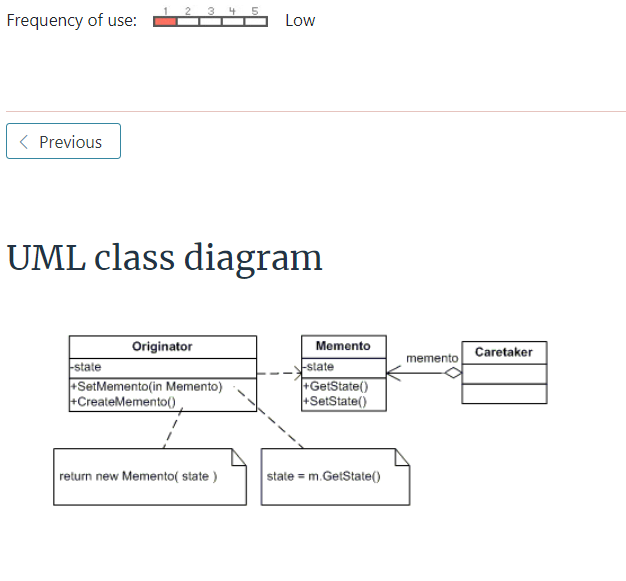 Frequency of use:
1 2 3 4 5
Low
Previous
UML class diagram
Originator
-state
+SetMemento(in Memento)
+CreateMemento()
Memento
-state
+GetState()
+SetState()
memento
Caretaker
return new Memento( state )
state = m.GetState()